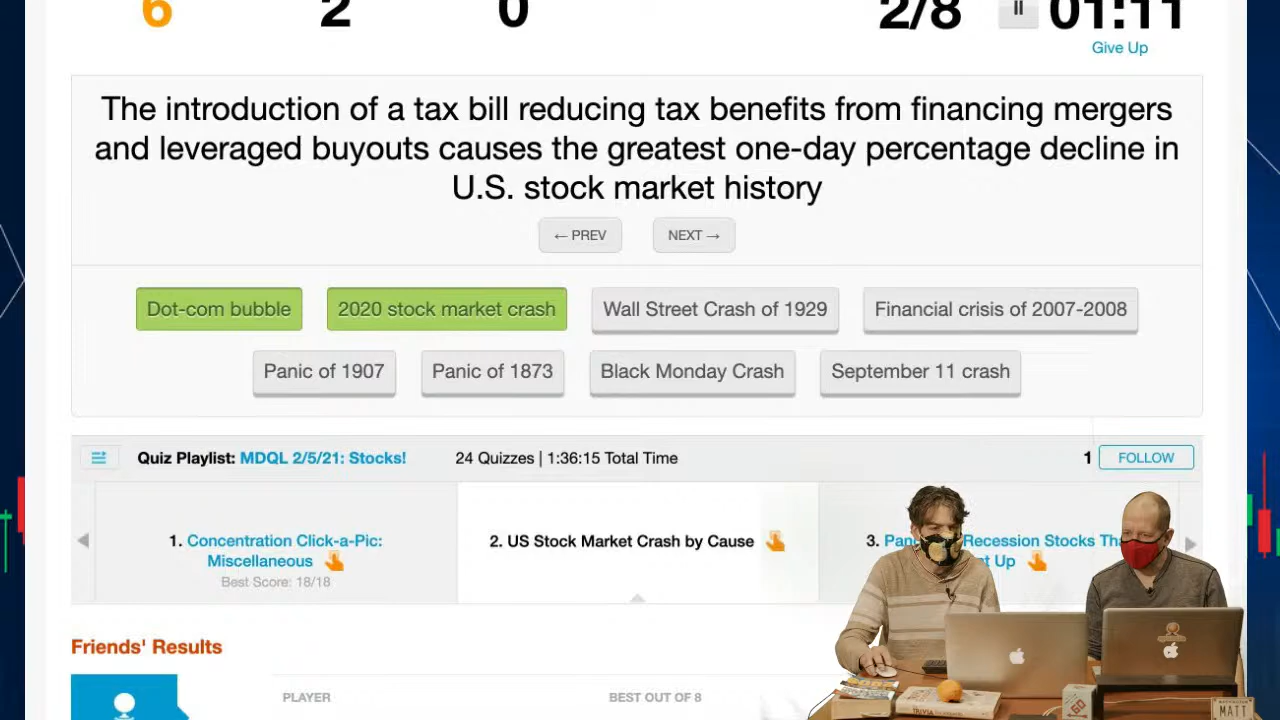 6 2 0 2/8 01:11
Give Up
The introduction of a tax bill reducing tax benefits from financing mergers
and leveraged buyouts causes the greatest one-day percentage decline in
U.S. stock market history
← PREV NEXT →
Dot-com bubble 2020 stock market crash Wall Street Crash of 1929 Financial crisis of 2007-2008
Panic of 1907 Panic of 1873 Black Monday Crash September 11 crash
Quiz Playlist: MDQL 2/5/21: Stocks! 24 Quizzes | 1:36:15 Total Time 1 FOLLOW
1. Concentration Click-a-Pic:
Miscellaneous
Best Score: 18/18
2. US Stock Market Crash by Cause
3. Recession Stocks
Up
Friends' Results
PLAYER BEST OUT OF 8
TRIVIA
GO
MATT